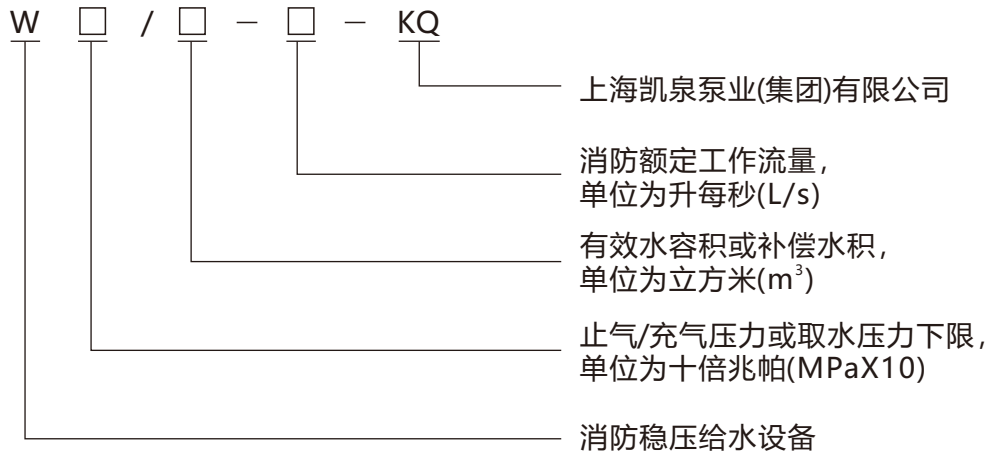 W □ / □ - □ - KQ
上海凯泉泵业(集团)有限公司
消防额定工作流量，
单位为升每秒(L/s)
有效水容积或补偿水积，
单位为立方米(m³)
止气/充气压力或取水压力下限，
单位为十倍兆帕(MPaX10)
消防稳压给水设备